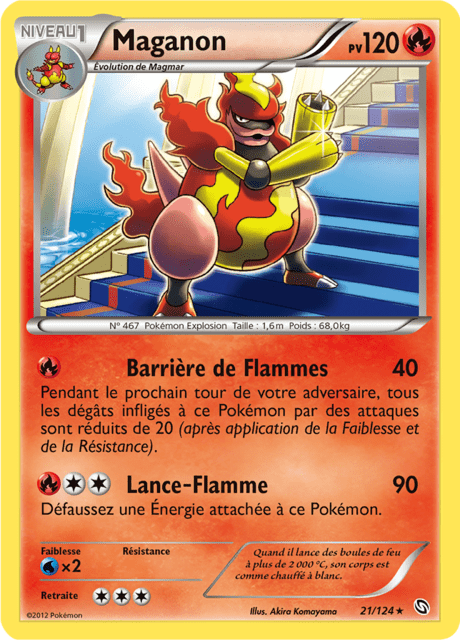 NIVEAU 1
Maganon
PV120
Évolution de Magmar
N° 467 Pokémon Explosion Taille : 1,6m Poids : 68,0kg
Barrière de Flammes 40
Pendant le prochain tour de votre adversaire, tous
les dégâts infligés à ce Pokémon par des attaques
sont réduits de 20 (après application de la Faiblesse et
de la Résistance).
Lance-Flamme 90
Défaussez une Énergie attachée à ce Pokémon.
Faiblesse Résistance
×2
Retraite
Quand il lance des boules de feu
à plus de 2 000 °C, son corps est
comme chauffé à blanc.
©2012 Pokémon
Illus. Akira Komayama
21/124 ★